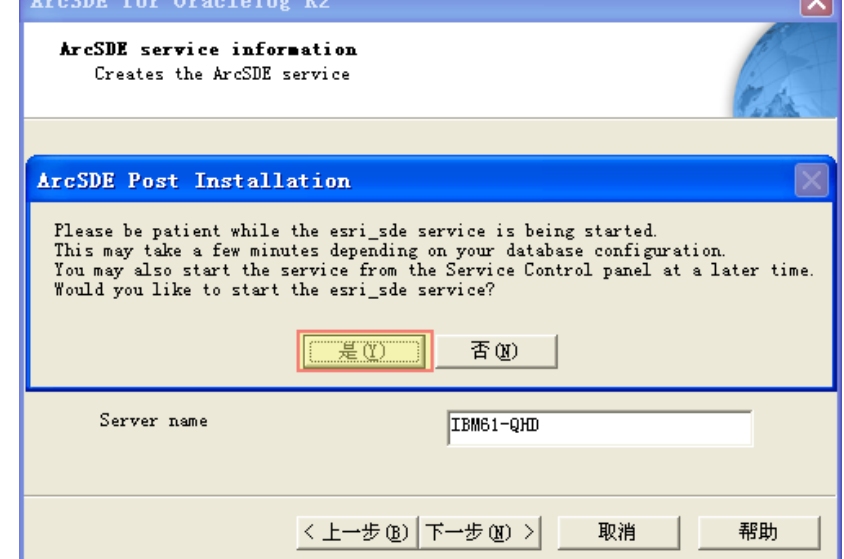 ArcSDE for Oracle10g R2
ArcSDE service information
Creates the ArcSDE service
ArcSDE Post Installation
Please be patient while the esri_sde service is being started.
This may take a few minutes depending on your database configuration.
You may also start the service from the Service Control panel at a later time.
Would you like to start the esri_sde service?
是(Y) 否(N)
Server name IBM61-QHD
< 上一步(B) 下一步(N) > 取消 帮助